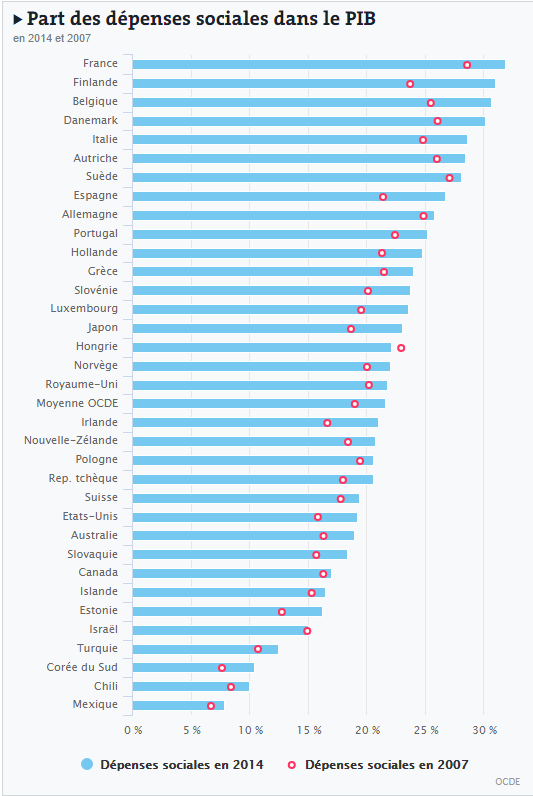 ▶ Part des dépenses sociales dans le PIB
en 2014 et 2007
France
Finlande
Belgique
Danemark
Italie
Autriche
Suède
Espagne
Allemagne
Portugal
Hollande
Grèce
Slovénie
Luxembourg
Japon
Hongrie
Norvège
Royaume-Uni
Moyenne OCDE
Irlande
Nouvelle-Zélande
Pologne
Rep. tchèque
Suisse
Etats-Unis
Australie
Slovaquie
Canada
Islande
Estonie
Israël
Turquie
Corée du Sud
Chili
Mexique
0 % 5 % 10 % 15 % 20 % 25 % 30 %
Dépenses sociales en 2014 Dépenses sociales en 2007
OCDE